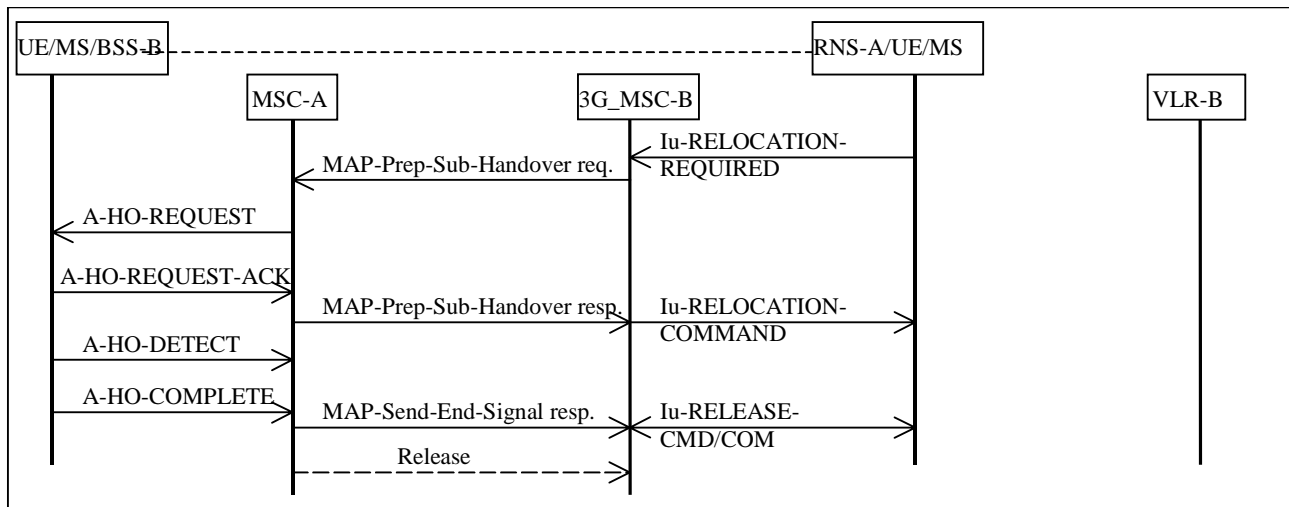 UE/MS/BSS-B
RNS-A/UE/MS
MSC-A
3G_MSC-B
VLR-B
Iu-RELOCATION-
REQUIRED
MAP-Prep-Sub-Handover req.
A-HO-REQUEST
A-HO-REQUEST-ACK
MAP-Prep-Sub-Handover resp.
Iu-RELOCATION-
COMMAND
A-HO-DETECT
A-HO-COMPLETE
MAP-Send-End-Signal resp.
Iu-RELEASE-
CMD/COM
Release